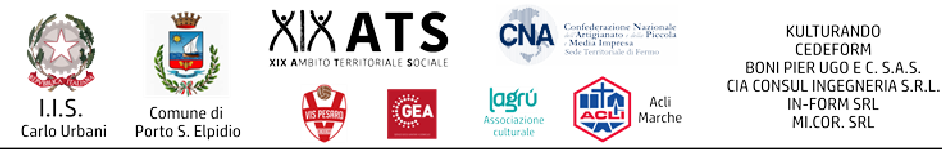 I.I.S.
Carlo Urbani
Comune di
Porto S. Elpidio
XIX ATS
XIX AMBITO TERRITORIALE SOCIALE
CNA
Confederazione Nazionale
dell'Artigianato e della Piccola
e Media Impresa
Sede Territoriale di Fermo
VIS PESARO
GEA
lagrú
Associazione
culturale
ACLI
Acli
Marche
KULTURANDO
CEDEFORM
BONI PIER UGO E C. S.A.S.
CIA CONSUL INGEGNERIA S.R.L.
IN-FORM SRL
MI.COR. SRL